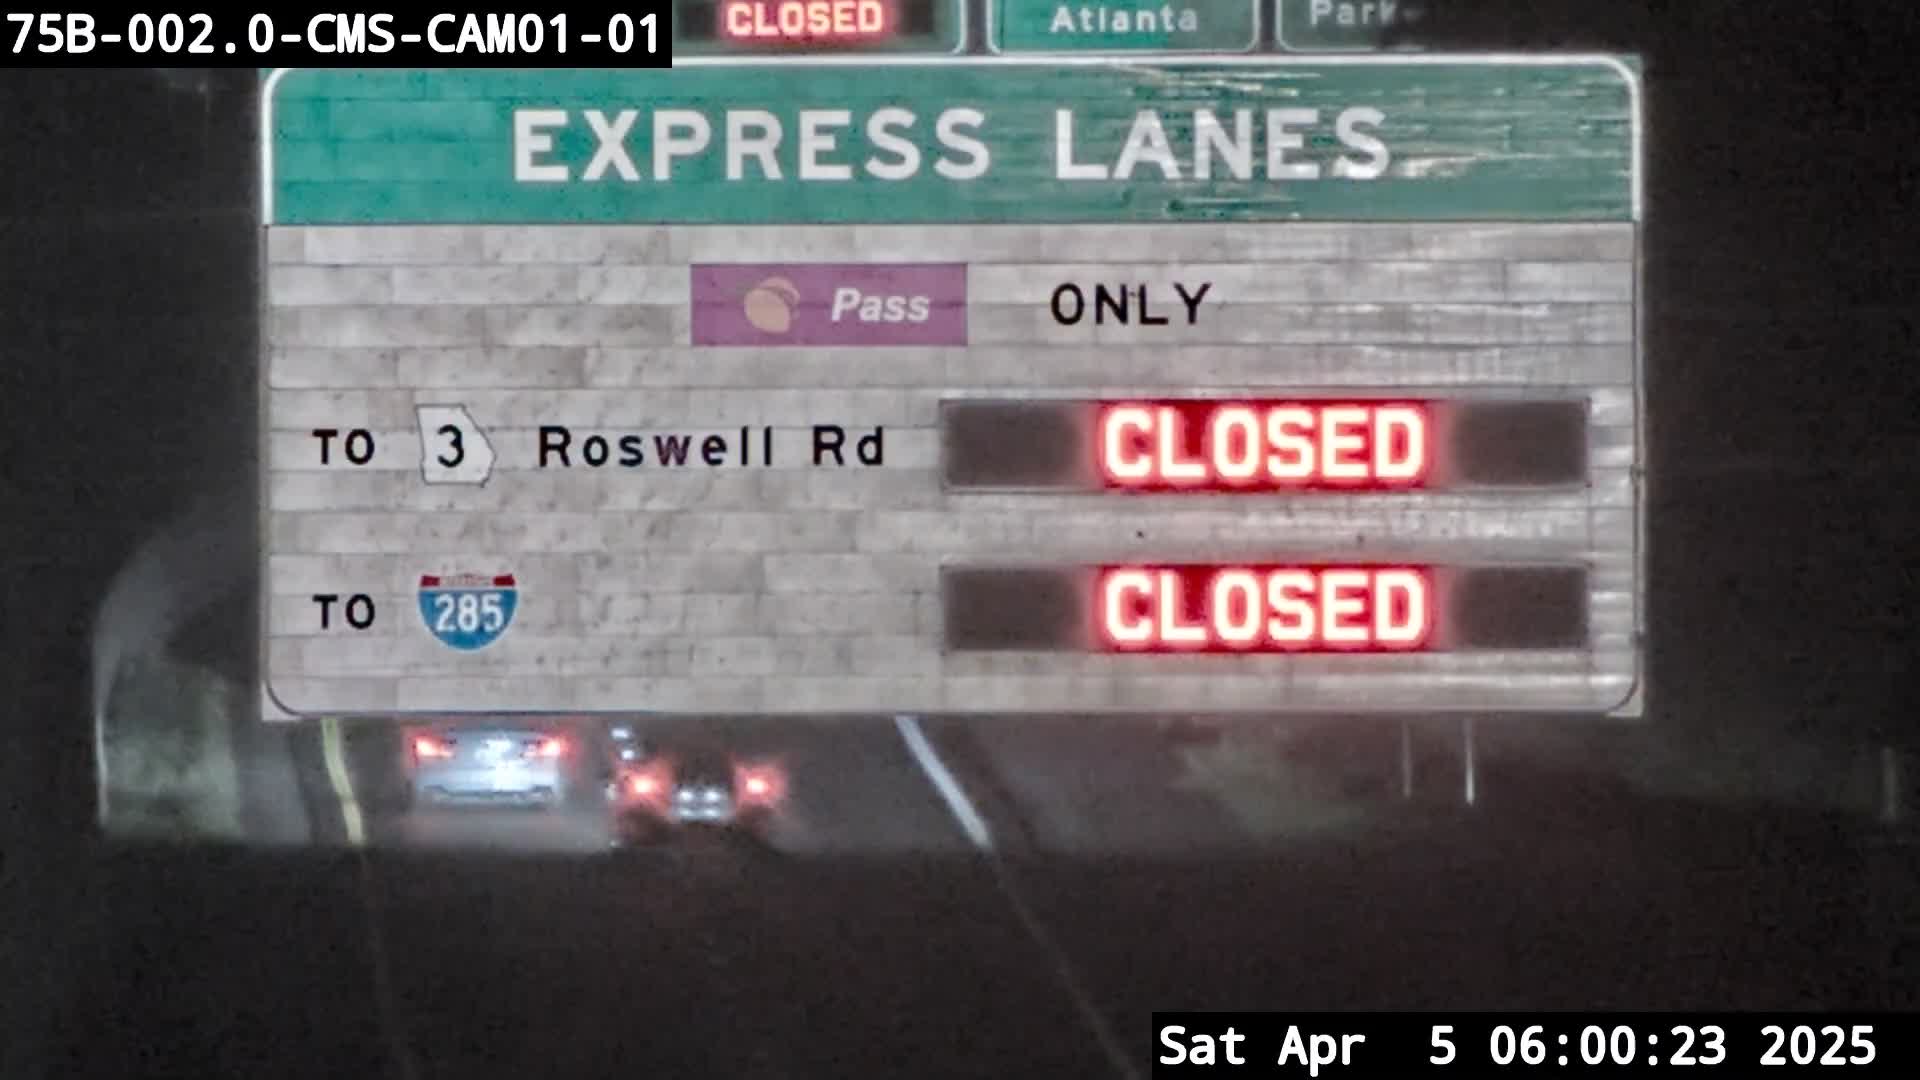 75B-002.0-CMS-CAM01-01
CLOSED
Atlanta
Park
EXPRESS LANES
Pass ONLY
TO 3 Roswell Rd CLOSED
TO 285 CLOSED
Sat Apr 5 06:00:23 2025